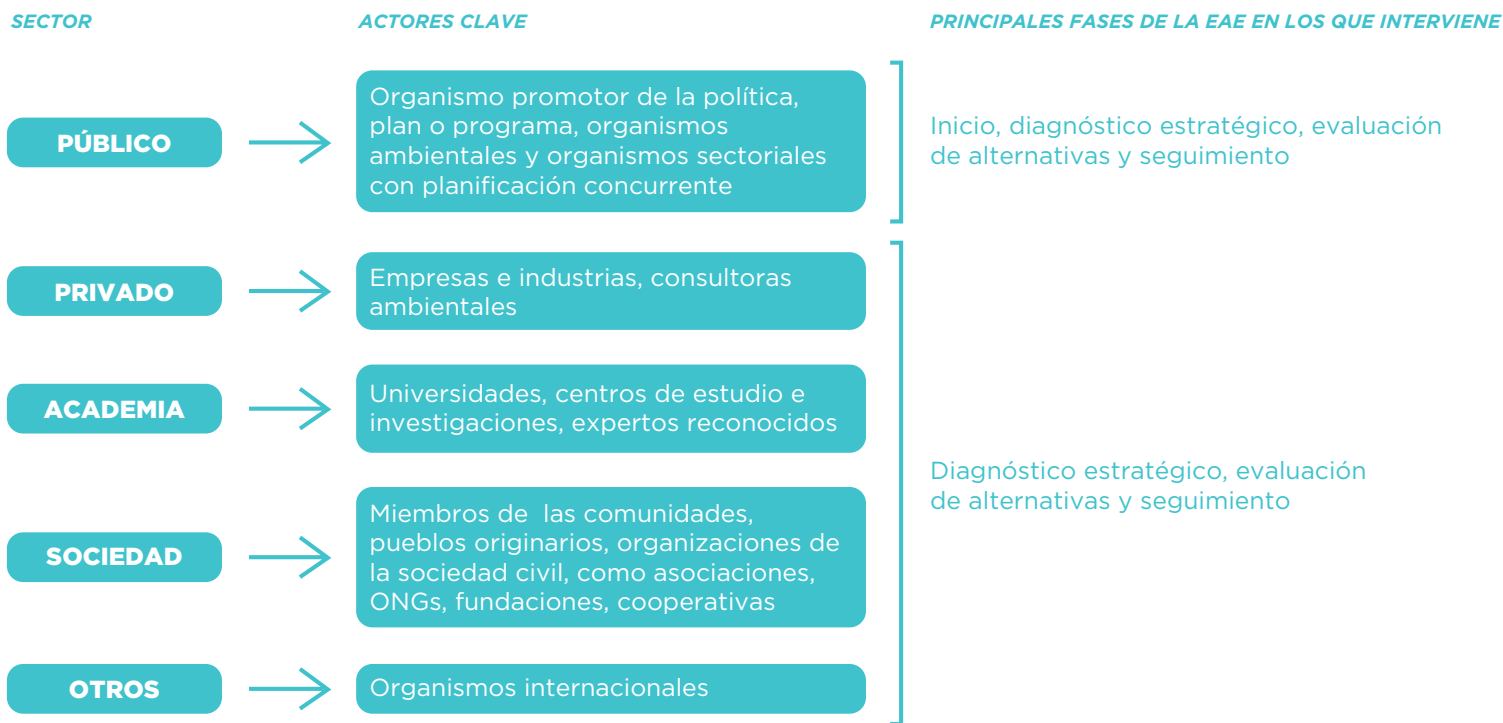 SECTOR
ACTORES CLAVE
PRINCIPALES FASES DE LA EAE EN LOS QUE INTERVIENE
PÚBLICO
Organismo promotor de la política,
plan o programa, organismos
ambientales y organismos sectoriales
con planificación concurrente
Inicio, diagnóstico estratégico, evaluación
de alternativas y seguimiento
PRIVADO
Empresas e industrias, consultoras
ambientales
ACADEMIA
Universidades, centros de estudio e
investigaciones, expertos reconocidos
Diagnóstico estratégico, evaluación
de alternativas y seguimiento
SOCIEDAD
Miembros de  las comunidades,
pueblos originarios, organizaciones de
la sociedad civil, como asociaciones,
ONGs, fundaciones, cooperativas
OTROS
Organismos internacionales